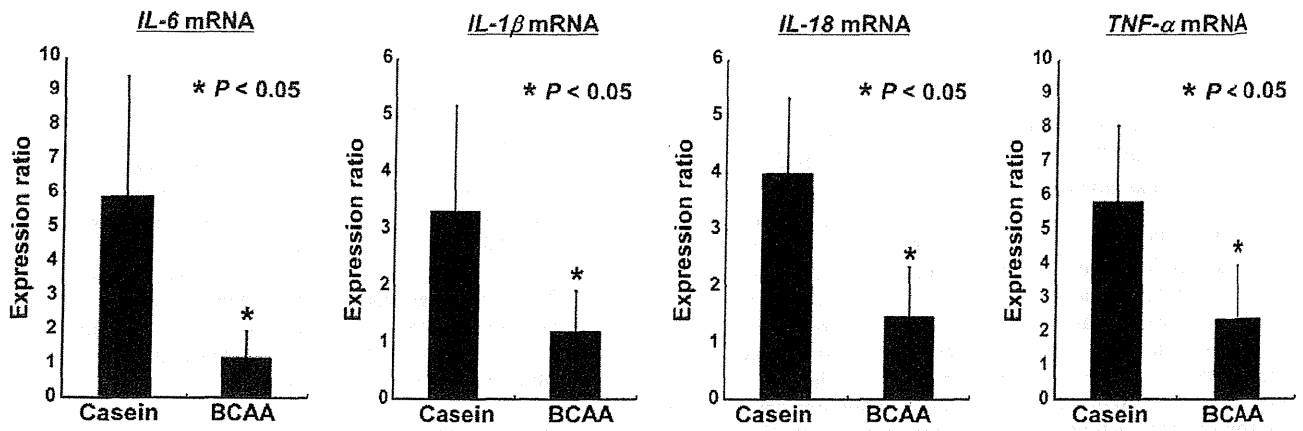 IL-6 mRNA
Expression ratio
10
9
8
7
6
5
4
3
2
1
0
* P < 0.05
*
Casein
BCAA
IL-1β mRNA
Expression ratio
6
5
4
3
2
1
0
* P < 0.05
*
Casein
BCAA
IL-18 mRNA
Expression ratio
6
5
4
3
2
1
0
* P < 0.05
*
Casein
BCAA
TNF-α mRNA
Expression ratio
10
9
8
7
6
5
4
3
2
1
0
* P < 0.05
*
Casein
BCAA